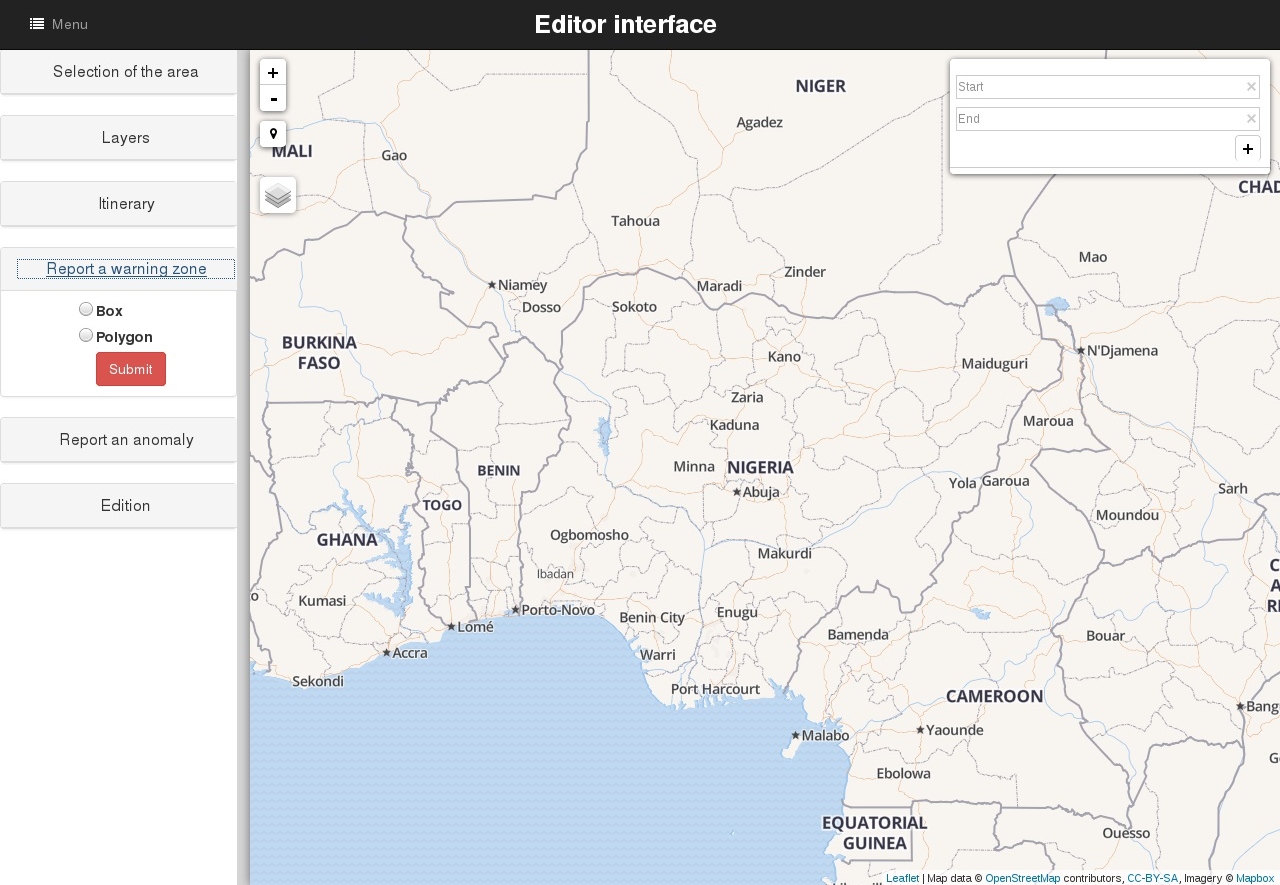 Menu
Editor interface
Selection of the area
Layers
Itinerary
Report a warning zone
Box
Polygon
Submit
Report an anomaly
Edition
+
-
Start ×
End ×
+
NIGER
Agadez
MALI
Gao
CHAD
Tahoua
Mao
Zinder
Niamey
Maradi
Dosso
Sokoto
BURKINA
FASO
Kano
N'Djamena
Maiduguri
Zaria
Kaduna
Maroua
Minna
NIGERIA
BENIN
Yola
Garoua
Abuja
Sarh
TOGO
Moundou
GHANA
Ogbomosho
Makurdi
Ibadan
Kumasi
Porto-Novo
Benin City
Enugu
Lomé
Bamenda
Bouar
Accra
Warri
Sekondi
Port Harcourt
CAMEROON
Bang
Malabo
Yaounde
Ebolowa
EQUATORIAL
GUINEA
Ouesso
Leaflet | Map data © OpenStreetMap contributors, CC-BY-SA, Imagery © Mapbox